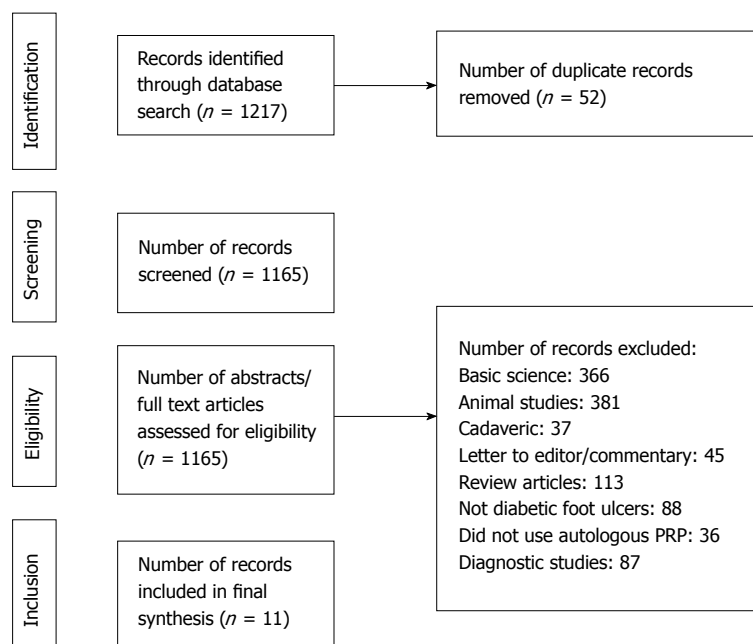 Identification
Records identified
through database
search (n = 1217)
Number of duplicate records
removed (n = 52)
Screening
Number of records
screened (n = 1165)
Eligibility
Number of abstracts/
full text articles
assessed for eligibility
(n = 1165)
Number of records excluded:
Basic science: 366
Animal studies: 381
Cadaveric: 37
Letter to editor/commentary: 45
Review articles: 113
Not diabetic foot ulcers: 88
Did not use autologous PRP: 36
Diagnostic studies: 87
Inclusion
Number of records
included in final
synthesis (n = 11)